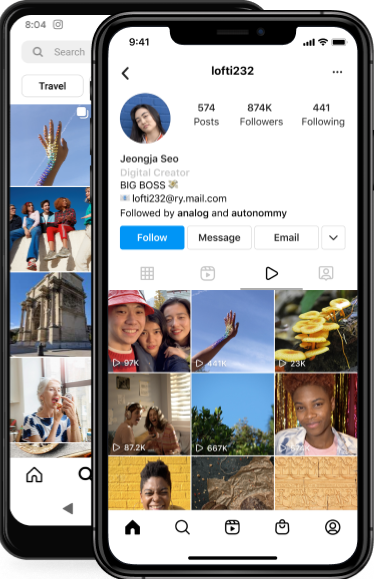 8:04
Search
Travel
9:41
lofti232
574 874K 441
Posts Followers Following
Jeongja Seo
Digital Creator
BIG BOSS
lofti232@ry.mail.com
Followed by analog and autonommy
Follow Message Email
97K 441K 23K
87.2K 667K